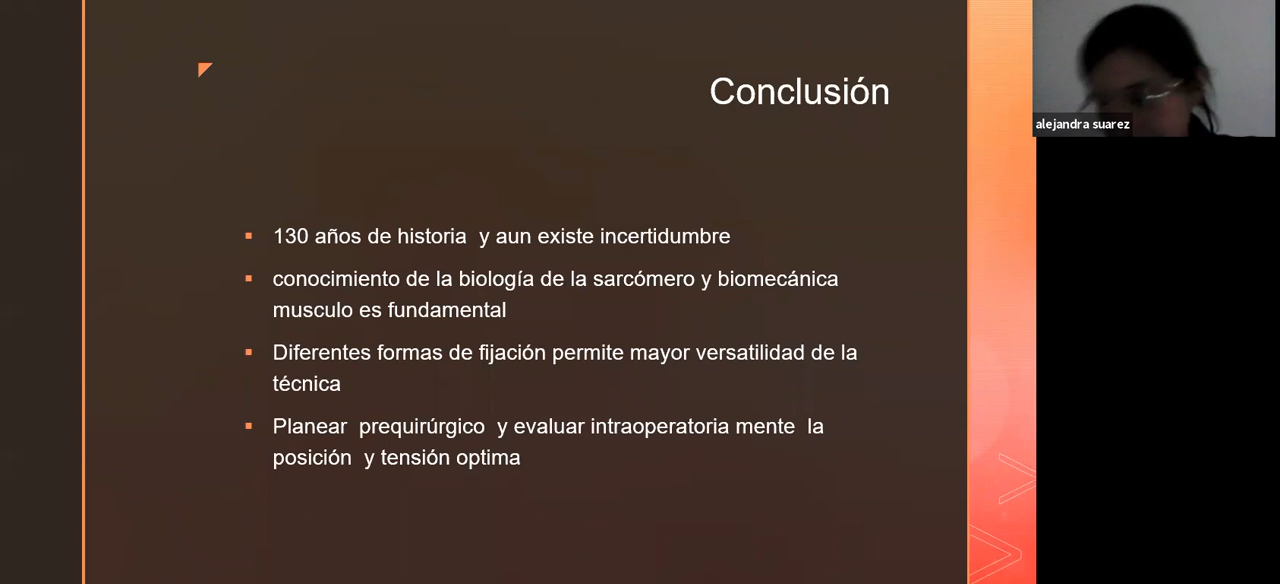 Conclusión
alejandra suarez
130 años de historia  y aun existe incertidumbre
conocimiento de la biología de la sarcómero y biomecánica
musculo es fundamental
Diferentes formas de fijación permite mayor versatilidad de la
técnica
Planear  prequirúrgico  y evaluar intraoperatoria mente  la
posición  y tensión optima